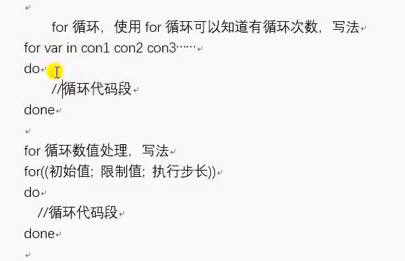 for 循环，使用 for 循环可以知道有循环次数，写法
for var in con1 con2 con3……
do
//循环代码段
done
for 循环数值处理，写法
for((初始值; 限制值; 执行步长))
do
//循环代码段
done